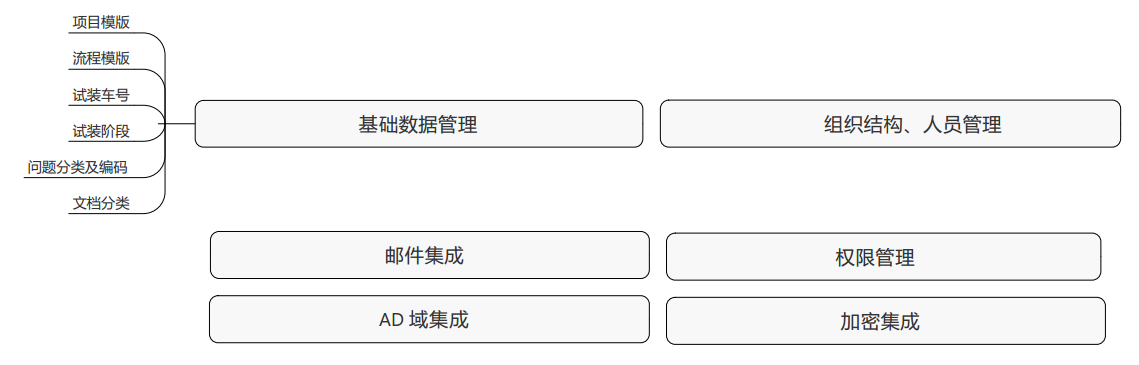 项目模版
流程模版
试装车号
试装阶段
问题分类及编码
文档分类
基础数据管理
组织结构、人员管理
邮件集成
权限管理
AD 域集成
加密集成